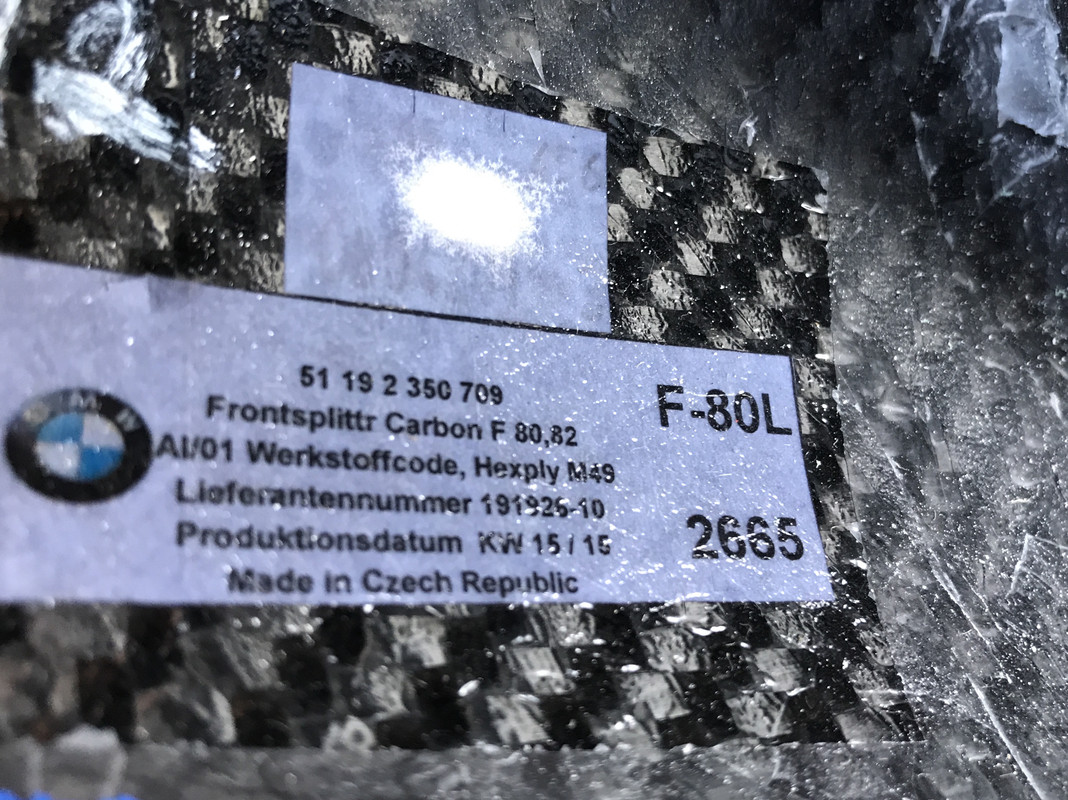 51 19 2 350 709
Frontsplittr Carbon F 80,82
AI/01 Werkstoffcode, Hexply M49
Lieferantennummer 191926-10
Produktionsdatum KW 15 / 15
Made in Czech Republic
F-80L
2665
BMW